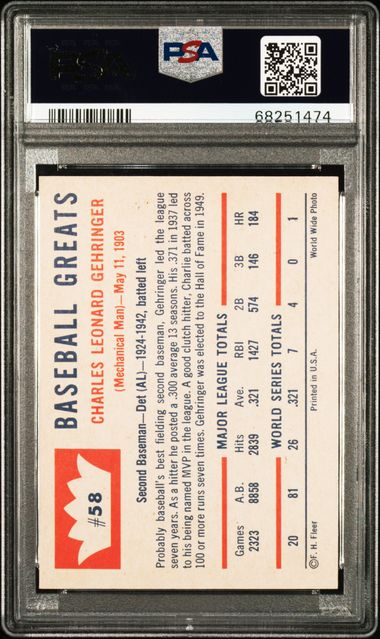 PSA
PSA
68251474
#58
BASEBALL GREATS
CHARLES LEONARD GEHRINGER
(Mechanical Man)—May 11, 1903
Second Baseman—Det (AL)—1924-1942, batted left
Probably baseball's best fielding second baseman, Gehringer led the league
seven years. As a hitter he posted a .300 average 13 seasons. His .371 in 1937 led
to his being named MVP in the league. A good clutch hitter, Charlie batted across
100 or more runs seven times. Gehringer was elected to the Hall of Fame in 1949.
MAJOR LEAGUE TOTALS
Games A.B. Hits Ave. RBI 2B 3B HR
2323 8858 2839 .321 1427 574 146 184
WORLD SERIES TOTALS
20 81 26 .321 7 4 0 1
©F. H. Fleer Printed in U.S.A. World Wide Photo